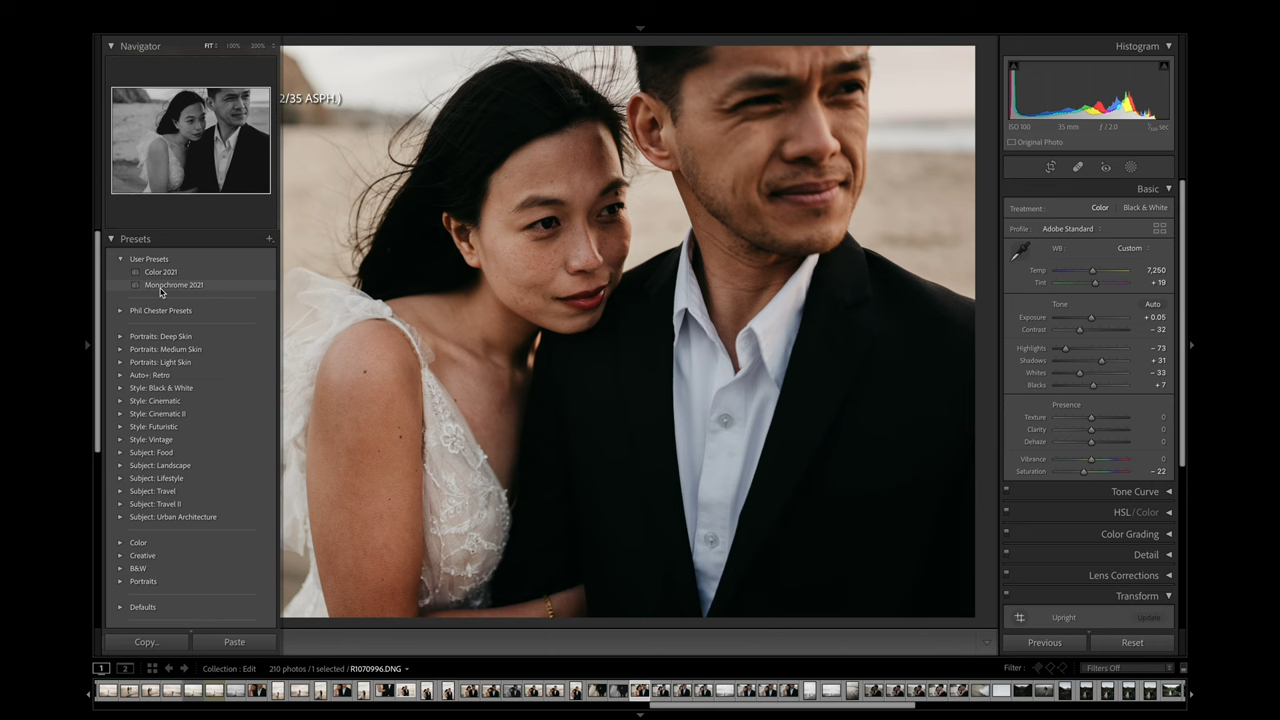 Navigator
FIT
100%
200%
2/35 ASPH.)
Presets
User Presets
Color 2021
Monochrome 2021
Phil Chester Presets
Portraits: Deep Skin
Portraits: Medium Skin
Portraits: Light Skin
Auto+: Retro
Style: Black & White
Style: Cinematic
Style: Cinematic II
Style: Futuristic
Style: Vintage
Subject: Food
Subject: Landscape
Subject: Lifestyle
Subject: Travel
Subject: Travel II
Subject: Urban Architecture
Color
Creative
B&W
Portraits
Defaults
Copy...
Paste
Histogram
ISO 100 35 mm ƒ / 2.0 sec
Original Photo
Basic
Treatment : Color Black & White
Profile : Adobe Standard
WB : Custom
Temp 7,250
Tint + 19
Tone Auto
Exposure + 0.05
Contrast − 32
Highlights − 73
Shadows + 31
Whites − 33
Blacks + 7
Presence
Texture 0
Clarity 0
Dehaze 0
Vibrance 0
Saturation − 22
Tone Curve
HSL / Color
Color Grading
Detail
Lens Corrections
Transform
Upright Update
Previous Reset
1 2 Collection : Edit 210 photos / 1 selected / R1070996.DNG Filter : Filters Off